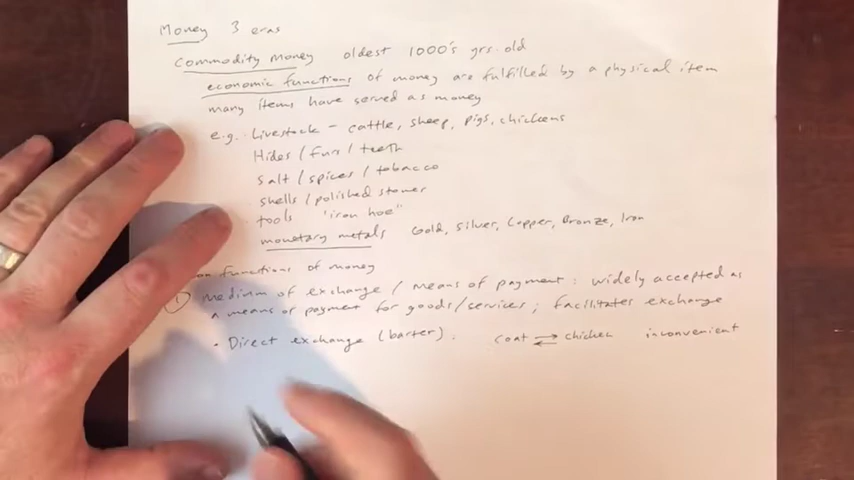 Money 3 eras
Commodity money oldest 1000's yrs. old
economic functions of money are fulfilled by a physical item
many items have served as money
e.g. Livestock - cattle, sheep, pigs, chickens
Hides / furs / teeth
salt / spices / tobacco
shells / polished stones
tools "iron hoe"
monetary metals Gold, Silver, Copper, Bronze, Iron
functions of money
① medium of exchange / means of payment : widely accepted as
a means of payment for goods/services ; facilitates exchange
• Direct exchange (barter) : coat ⇄ chicken inconvenient